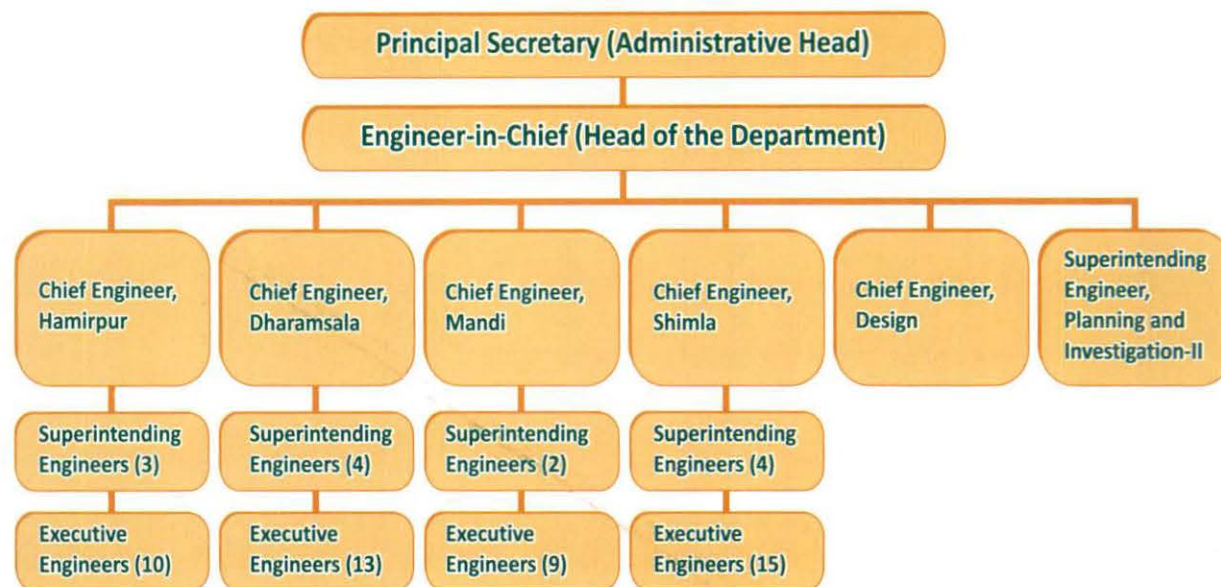 Principal Secretary (Administrative Head)
Engineer-in-Chief (Head of the Department)
Chief Engineer,
Hamirpur
Chief Engineer,
Dharamsala
Chief Engineer,
Mandi
Chief Engineer,
Shimla
Chief Engineer,
Design
Superintending
Engineer,
Planning and
Investigation-II
Superintending
Engineers (3)
Superintending
Engineers (4)
Superintending
Engineers (2)
Superintending
Engineers (4)
Executive
Engineers (10)
Executive
Engineers (13)
Executive
Engineers (9)
Executive
Engineers (15)